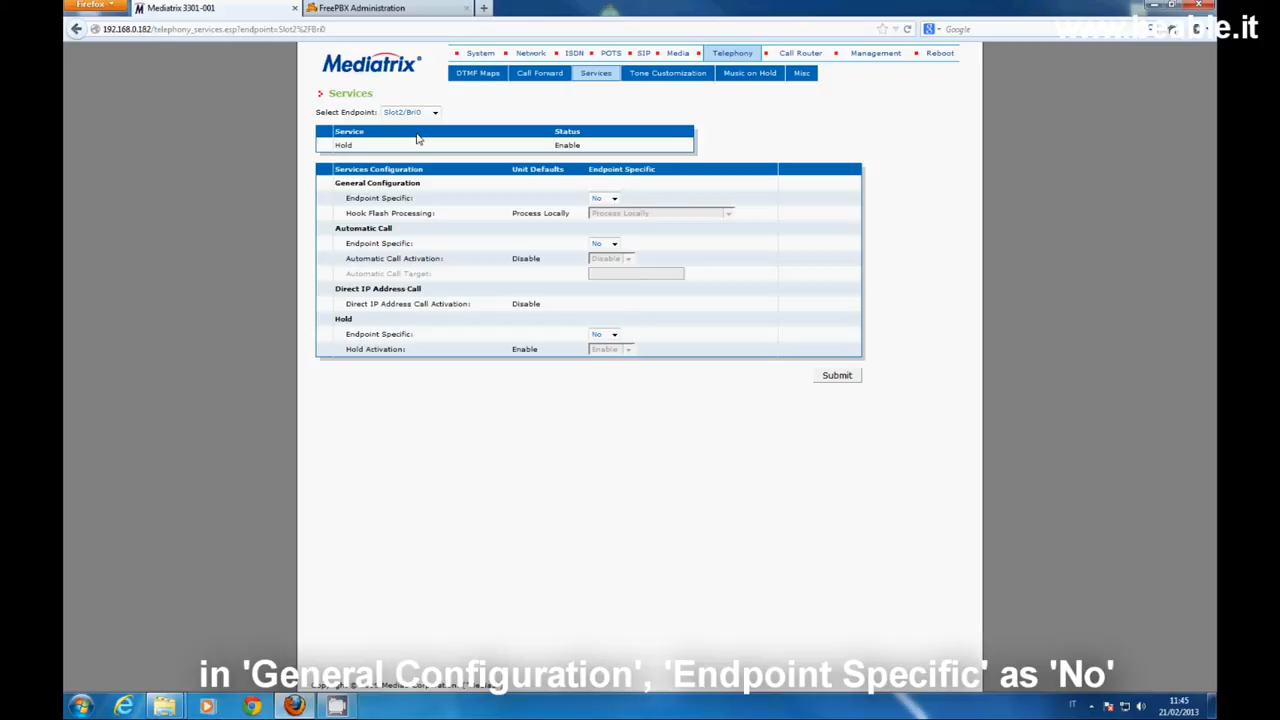 Firefox
Mediatrix 3301-001
FreePBX Administration
192.168.0.182/telephony_services.esp?endpoint=Slot2%2FBri0
Google
www.beable.it
Mediatrix
System Network ISDN POTS SIP Media Telephony Call Router Management Reboot
DTMF Maps Call Forward Services Tone Customization Music on Hold Misc
Services
Select Endpoint: Slot2/Bri0
Service Status
Hold Enable
Services Configuration Unit Defaults Endpoint Specific
General Configuration
Endpoint Specific: No
Hook Flash Processing: Process Locally Process Locally
Automatic Call
Endpoint Specific: No
Automatic Call Activation: Disable Disable
Automatic Call Target:
Direct IP Address Call
Direct IP Address Call Activation: Disable
Hold
Endpoint Specific: No
Hold Activation: Enable Enable
Submit
in 'General Configuration', 'Endpoint Specific' as 'No'
IT
11:45
21/02/2013